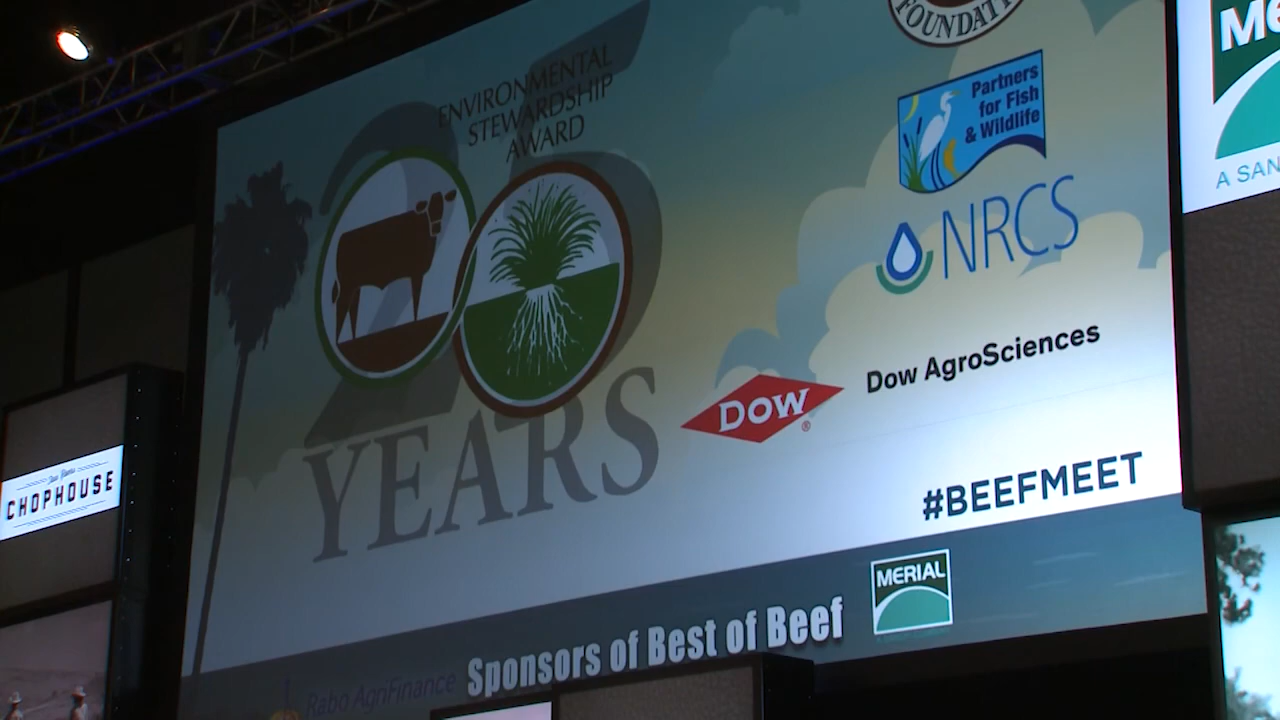 FOUNDATI
ENVIRONMENTAL
STEWARDSHIP
AWARD
Partners
for Fish
& Wildlife
NRCS
YEARS
DOW®
Dow AgroSciences
#BEEFMEET
Sponsors of Best of Beef
MERIAL
Rabo AgriFinance
CHOPHOUSE
ME
A SAN